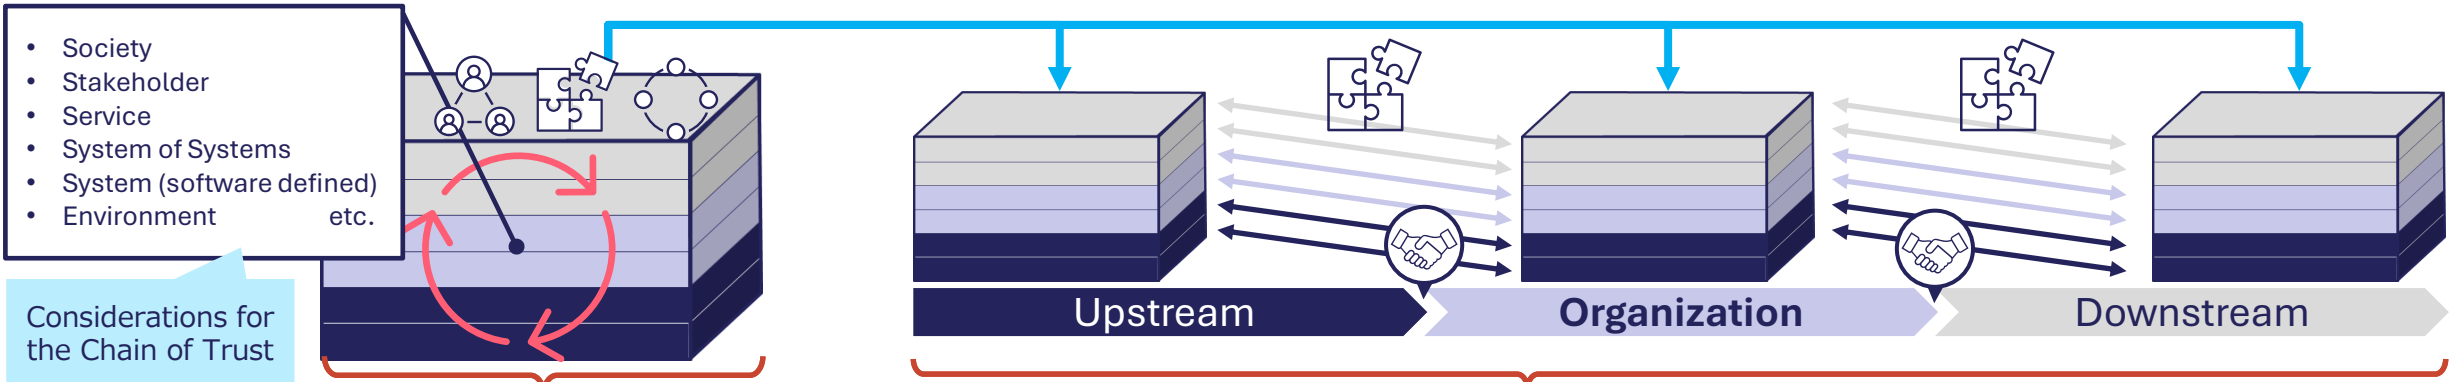 • Society
• Stakeholder
• Service
• System of Systems
• System (software defined)
• Environment etc.
Considerations for
the Chain of Trust
Upstream
Organization
Downstream